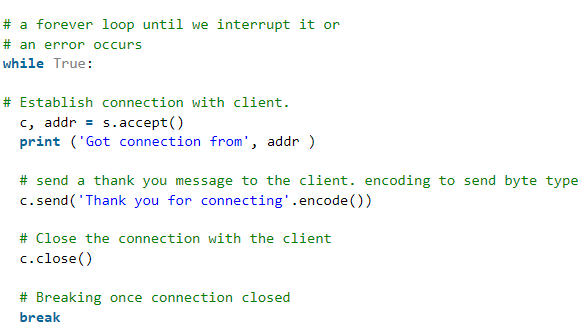 # a forever loop until we interrupt it or
# an error occurs
while True:
# Establish connection with client.
c, addr = s.accept()
print ('Got connection from', addr )
# send a thank you message to the client. encoding to send byte type
c.send('Thank you for connecting'.encode())
# Close the connection with the client
c.close()
# Breaking once connection closed
break